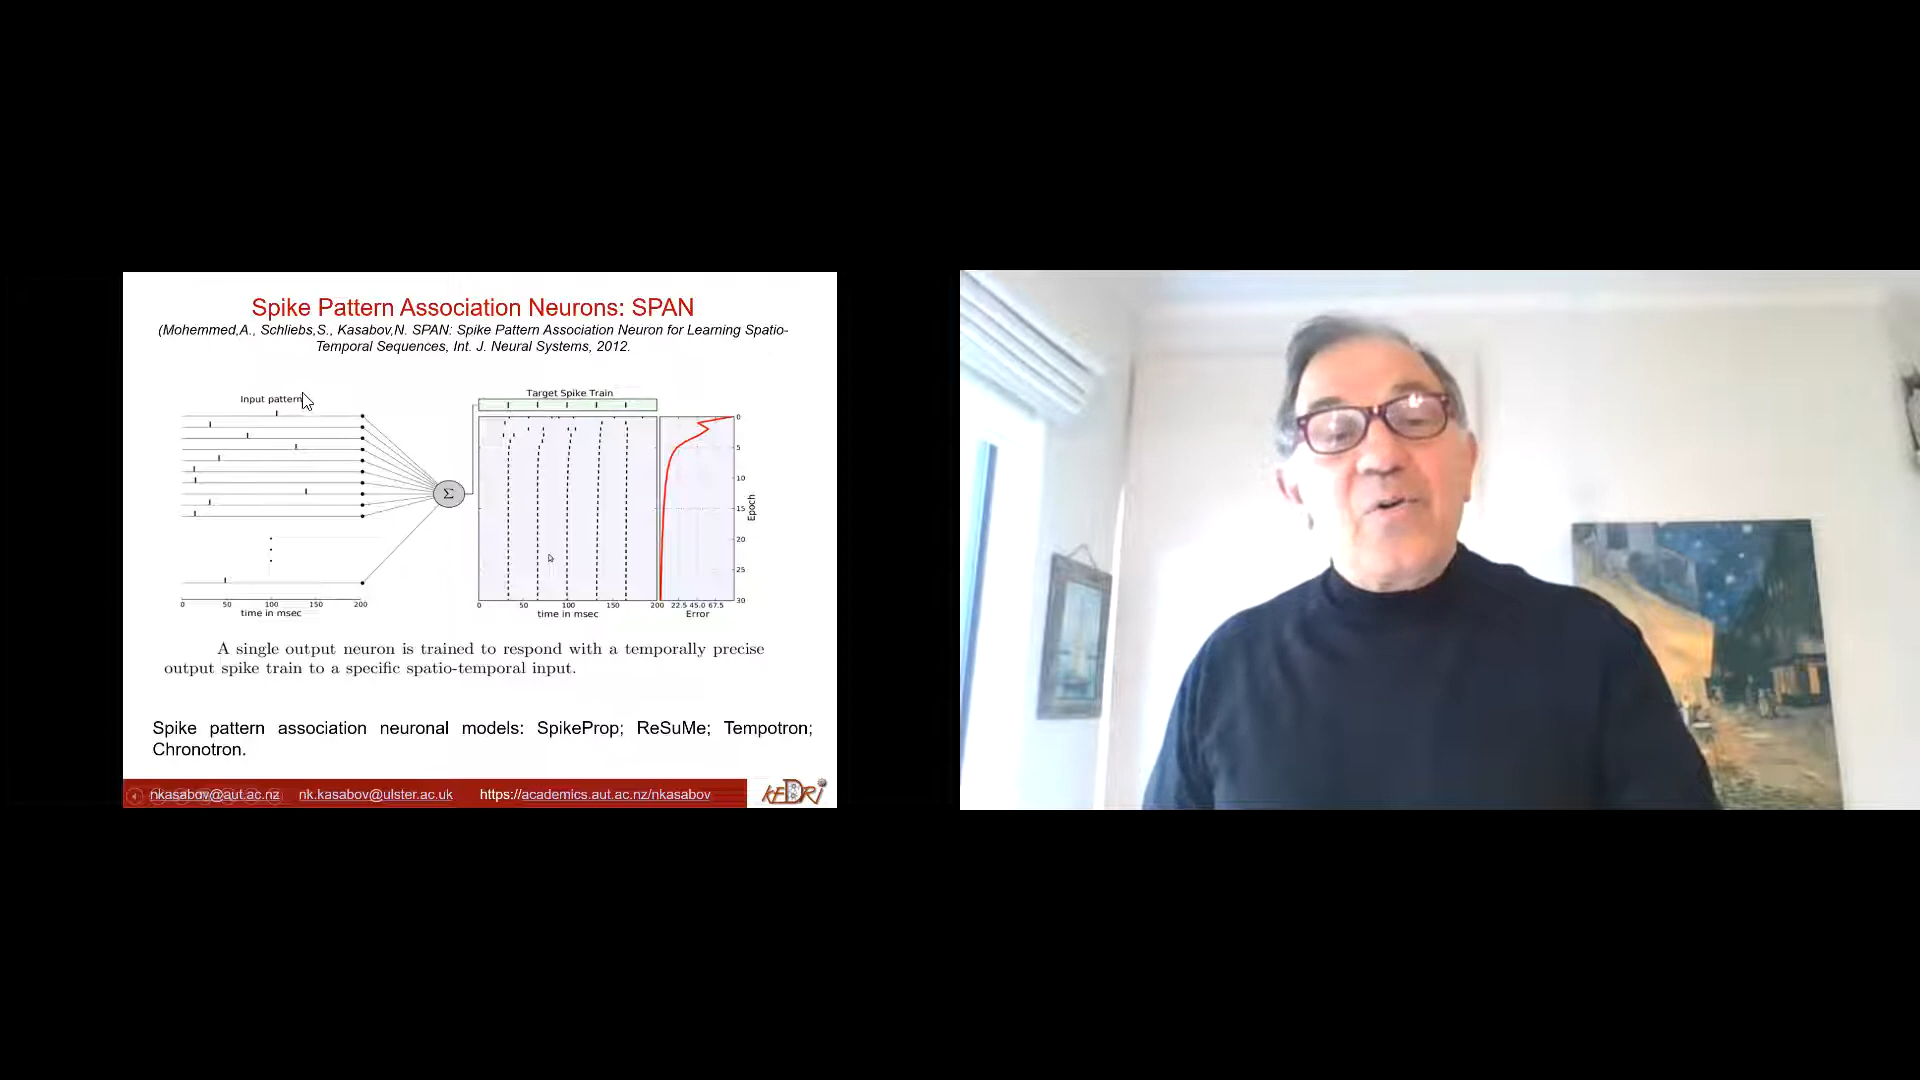 Spike Pattern Association Neurons: SPAN
(Mohemmed,A., Schliebs,S., Kasabov,N. SPAN: Spike Pattern Association Neuron for Learning Spatio-
Temporal Sequences, Int. J. Neural Systems, 2012.
Input pattern
Target Spike Train
Σ
0
5
10
15
20
25
30
Epoch
0 50 100 150 200
time in msec
0 50 100 150 200
time in msec
22.5 45.0 67.5
Error
A single output neuron is trained to respond with a temporally precise
output spike train to a specific spatio-temporal input.
Spike pattern association neuronal models: SpikeProp; ReSuMe; Tempotron;
Chronotron.
nkasabov@aut.ac.nz nk.kasabov@ulster.ac.uk https://academics.aut.ac.nz/nkasabov
KEDRI